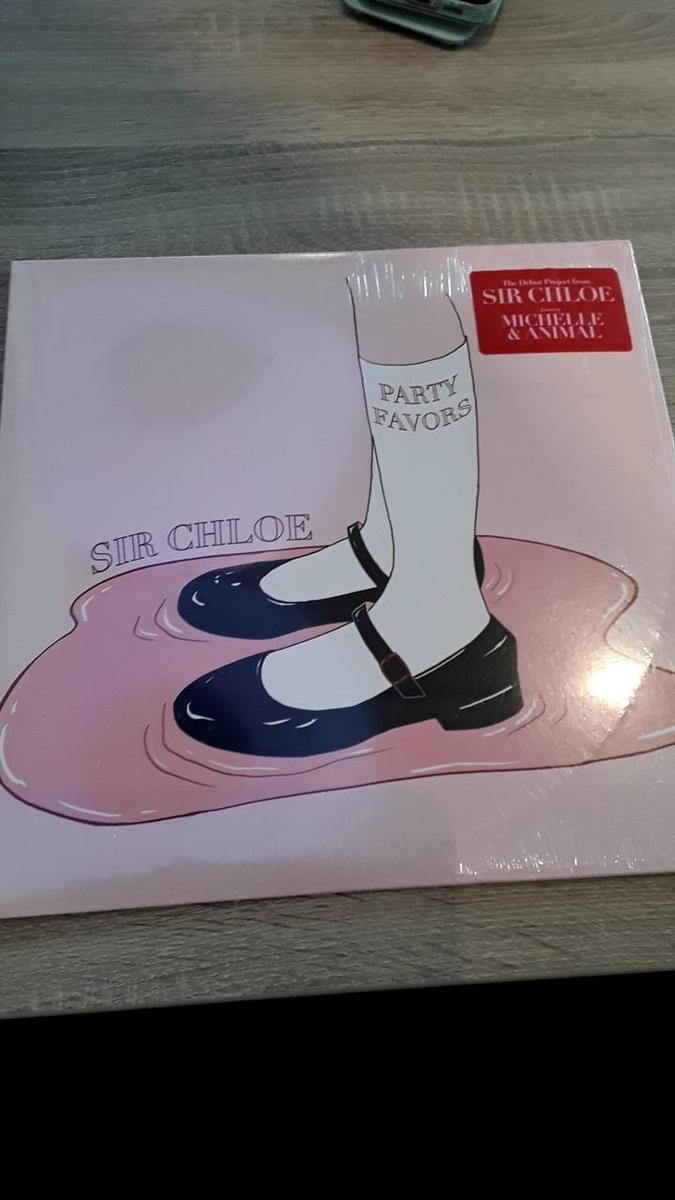 The Debut Project from
SIR CHLOE
MICHELLE
& ANIMAL
PARTY
FAVORS
SIR CHLOE